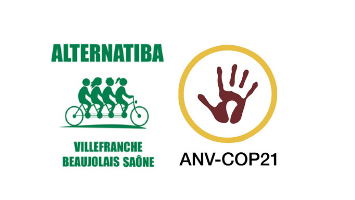 ALTERNATIBA
VILLEFRANCHE
BEAUJOLAIS SAÔNE
ANV-COP21